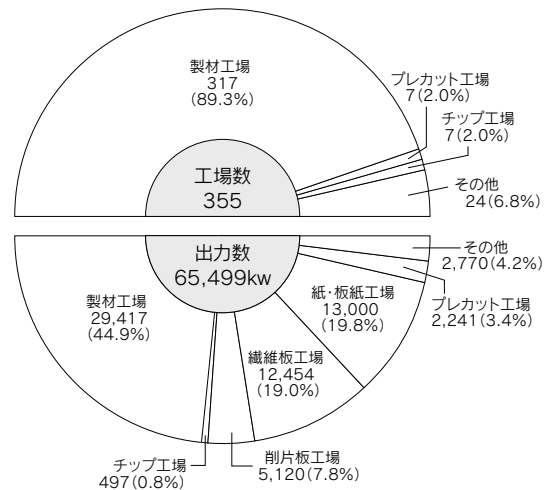 製材工場
317
(89.3%)
プレカット工場
7(2.0%)
チップ工場
7(2.0%)
その他
24(6.8%)
工場数
355
出力数
65,499kw
その他
2,770(4.2%)
プレカット工場
2,241(3.4%)
紙・板紙工場
13,000
(19.8%)
製材工場
29,417
(44.9%)
繊維板工場
12,454
(19.0%)
削片板工場
5,120(7.8%)
チップ工場
497(0.8%)